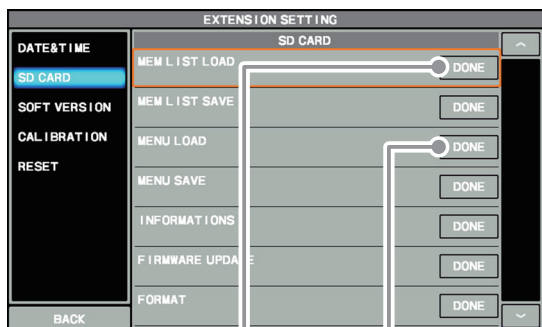 EXTENSION SETTING
DATE&TIME
SD CARD
SOFT VERSION
CALIBRATION
RESET
BACK
SD CARD
MEM LIST LOAD DONE
MEM LIST SAVE DONE
MENU LOAD DONE
MENU SAVE DONE
INFORMATIONS DONE
FIRMWARE UPDATE DONE
FORMAT DONE